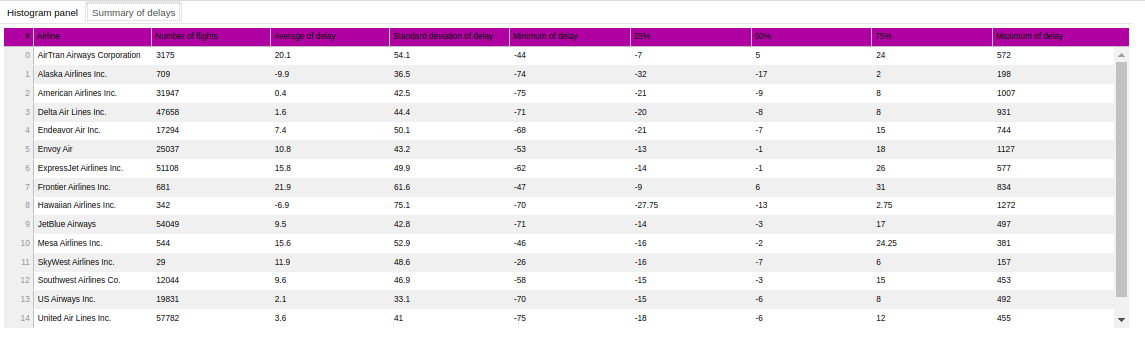 Histogram panel Summary of delays
# Airline Number of flights Average of delay Standard deviation of delay Minimum of delay 25% 50% 75% Maximum of delay
0 AirTran Airways Corporation 3175 20.1 54.1 -44 -7 5 24 572
1 Alaska Airlines Inc. 709 -9.9 36.5 -74 -32 -17 2 198
2 American Airlines Inc. 31947 0.4 42.5 -75 -21 -9 8 1007
3 Delta Air Lines Inc. 47658 1.6 44.4 -71 -20 -8 8 931
4 Endeavor Air Inc. 17294 7.4 50.1 -68 -21 -7 15 744
5 Envoy Air 25037 10.8 43.2 -53 -13 -1 18 1127
6 ExpressJet Airlines Inc. 51108 15.8 49.9 -62 -14 -1 26 577
7 Frontier Airlines Inc. 681 21.9 61.6 -47 -9 6 31 834
8 Hawaiian Airlines Inc. 342 -6.9 75.1 -70 -27.75 -13 2.75 1272
9 JetBlue Airways 54049 9.5 42.8 -71 -14 -3 17 497
10 Mesa Airlines Inc. 544 15.6 52.9 -46 -16 -2 24.25 381
11 SkyWest Airlines Inc. 29 11.9 48.6 -26 -16 -7 6 157
12 Southwest Airlines Co. 12044 9.6 46.9 -58 -15 -3 15 453
13 US Airways Inc. 19831 2.1 33.1 -70 -15 -6 8 492
14 United Air Lines Inc. 57782 3.6 41 -75 -18 -6 12 455